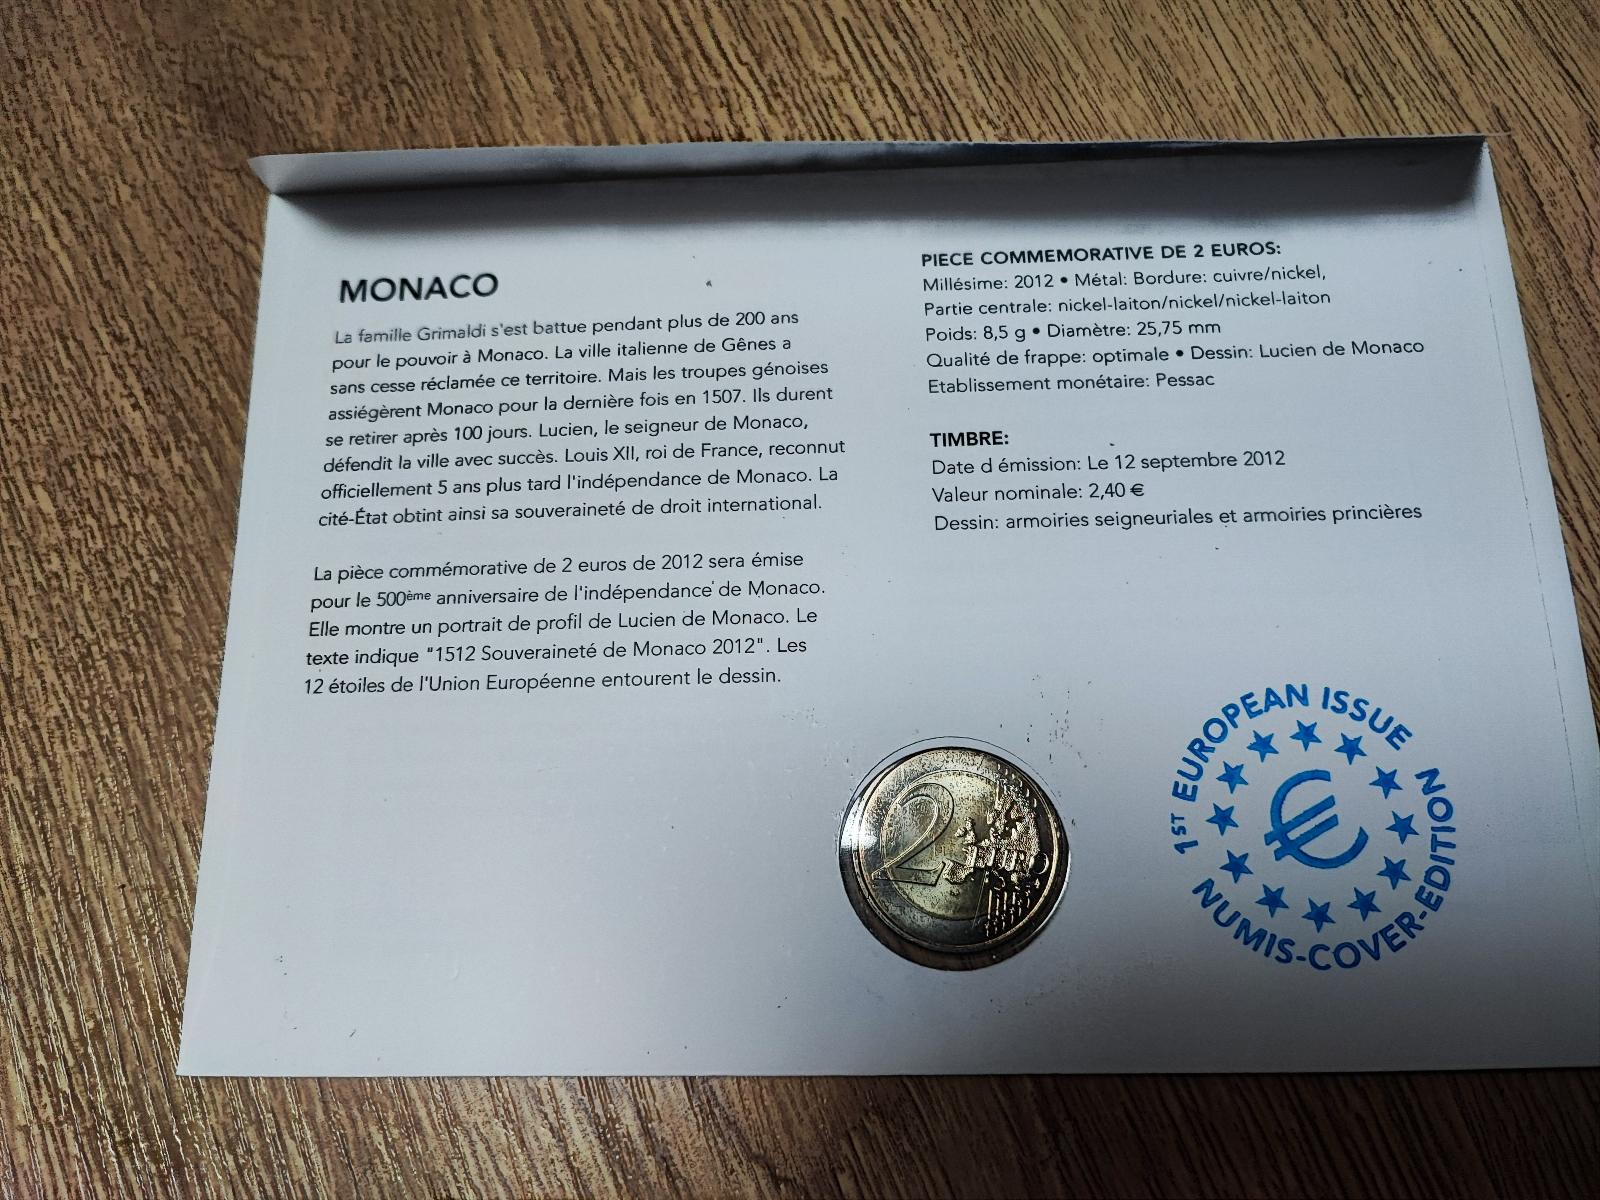 MONACO
La famille Grimaldi s'est battue pendant plus de 200 ans
pour le pouvoir à Monaco. La ville italienne de Gênes a
sans cesse réclamée ce territoire. Mais les troupes génoises
assiégèrent Monaco pour la dernière fois en 1507. Ils durent
se retirer après 100 jours. Lucien, le seigneur de Monaco,
défendit la ville avec succès. Louis XII, roi de France, reconnut
officiellement 5 ans plus tard l'indépendance de Monaco. La
cité-État obtint ainsi sa souveraineté de droit international.
La pièce commémorative de 2 euros de 2012 sera émise
pour le 500ème anniversaire de l'indépendance de Monaco.
Elle montre un portrait de profil de Lucien de Monaco. Le
texte indique "1512 Souveraineté de Monaco 2012". Les
12 étoiles de l'Union Européenne entourent le dessin.
PIECE COMMEMORATIVE DE 2 EUROS:
Millésime: 2012 • Métal: Bordure: cuivre/nickel,
Partie centrale: nickel-laiton/nickel/nickel-laiton
Poids: 8,5 g • Diamètre: 25,75 mm
Qualité de frappe: optimale • Dessin: Lucien de Monaco
Etablissement monétaire: Pessac
TIMBRE:
Date d émission: Le 12 septembre 2012
Valeur nominale: 2,40 €
Dessin: armoiries seigneuriales et armoiries princières
2 EURO
1ST EUROPEAN ISSUE
€
NUMIS-COVER-EDITION